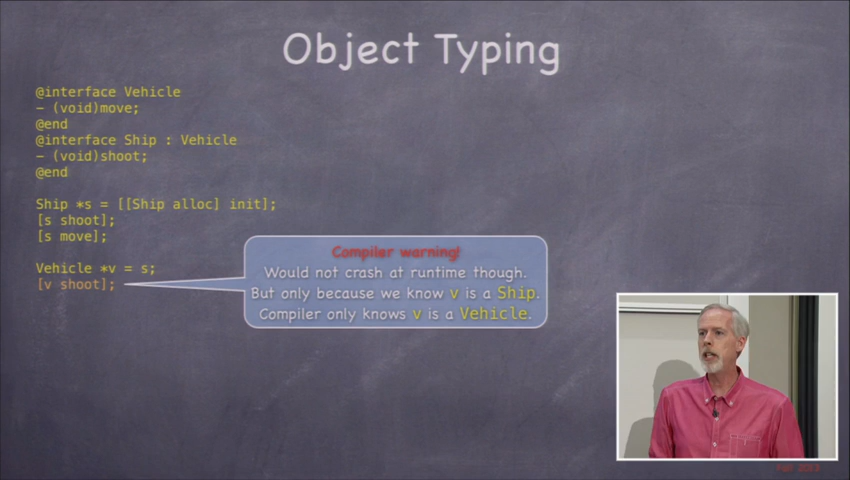 Object Typing
@interface Vehicle
- (void)move;
@end
@interface Ship : Vehicle
- (void)shoot;
@end
Ship *s = [[Ship alloc] init];
[s shoot];
[s move];
Vehicle *v = s;
[v shoot];
Compiler warning!
Would not crash at runtime though.
But only because we know v is a Ship.
Compiler only knows v is a Vehicle.
Fall 2013